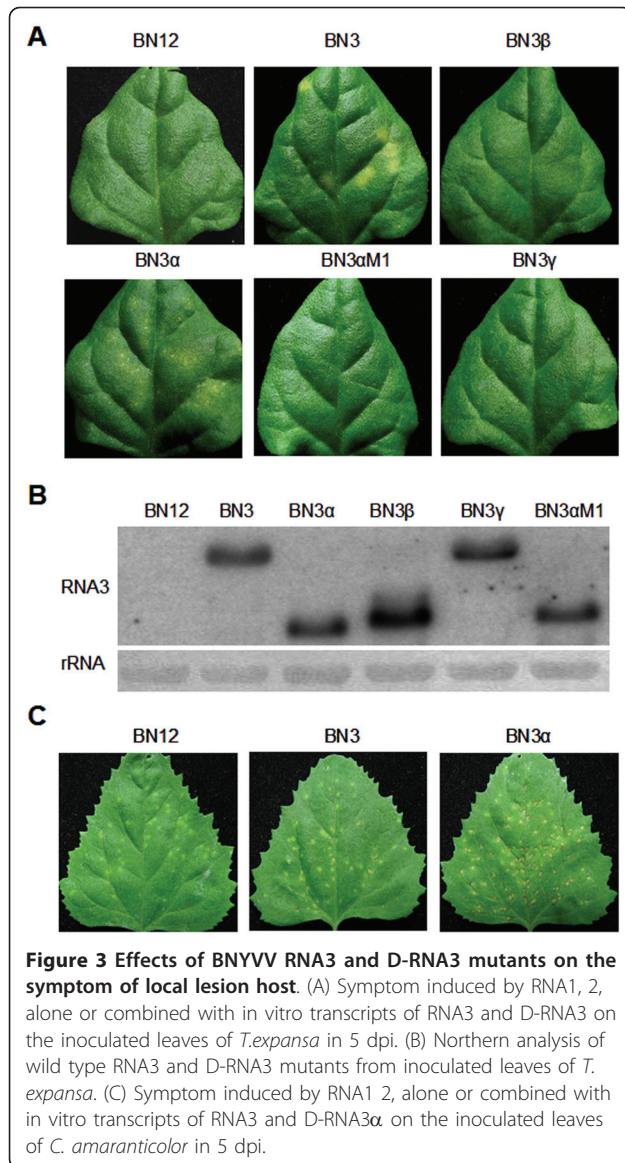 A
BN12 BN3 BN3β
BN3α BN3αM1 BN3γ
B
BN12 BN3 BN3α BN3β BN3γ BN3αM1
RNA3
rRNA
C
BN12 BN3 BN3α
Figure 3 Effects of BNYVV RNA3 and D-RNA3 mutants on the
symptom of local lesion host. (A) Symptom induced by RNA1, 2,
alone or combined with in vitro transcripts of RNA3 and D-RNA3 on
the inoculated leaves of T.expansa in 5 dpi. (B) Northern analysis of
wild type RNA3 and D-RNA3 mutants from inoculated leaves of T.
expansa. (C) Symptom induced by RNA1 2, alone or combined with
in vitro transcripts of RNA3 and D-RNA3α on the inoculated leaves
of C. amaranticolor in 5 dpi.